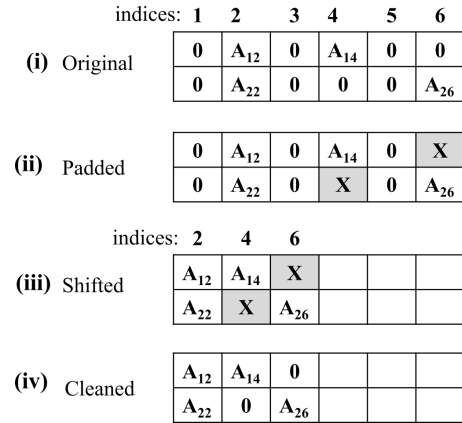 indices: 1 2 3 4 5 6
(i) Original
0 A₁₂ 0 A₁₄ 0 0
0 A₂₂ 0 0 0 A₂₆
(ii) Padded
0 A₁₂ 0 A₁₄ 0 X
0 A₂₂ 0 X 0 A₂₆
indices: 2 4 6
(iii) Shifted
A₁₂ A₁₄ X
A₂₂ X A₂₆
(iv) Cleaned
A₁₂ A₁₄ 0
A₂₂ 0 A₂₆